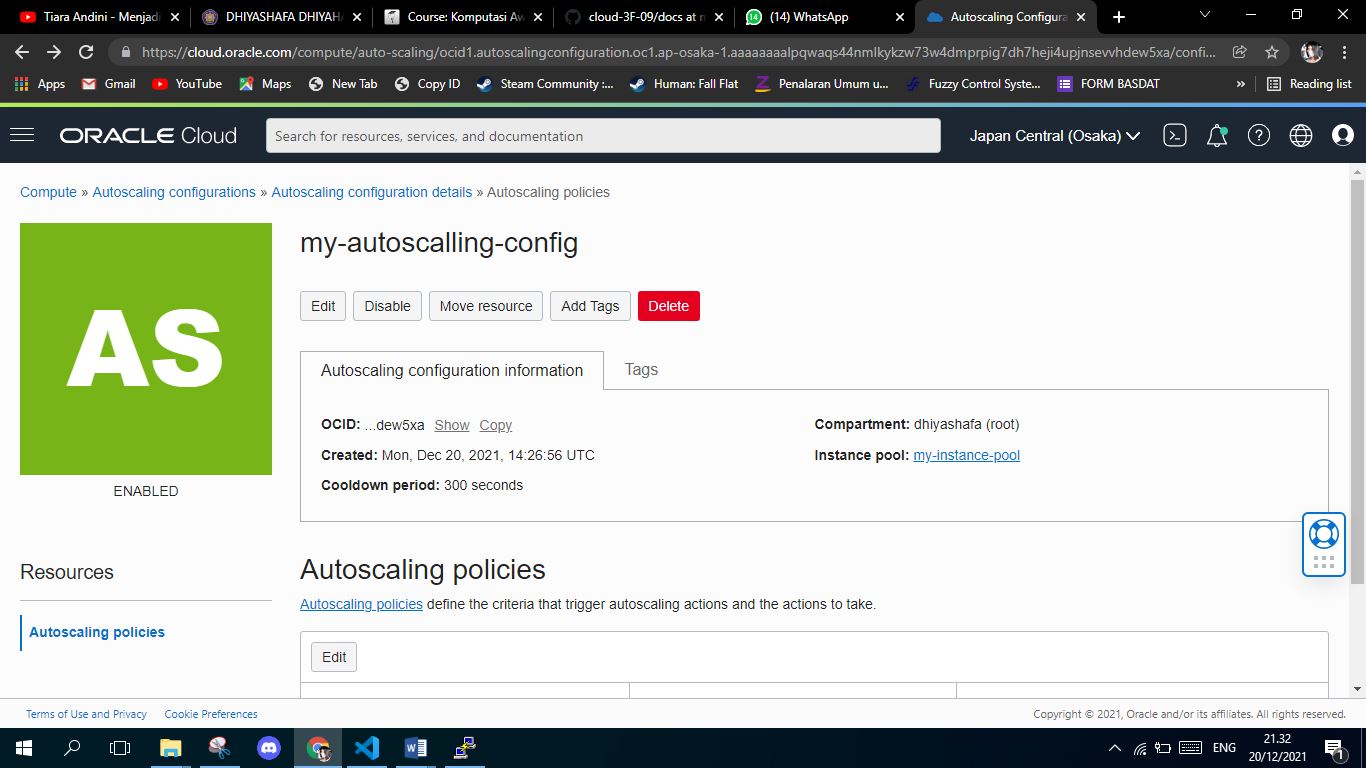 Tiara Andini - Menjad
DHIYASHAFA DHIYAH
Course: Komputasi Aw
cloud-3F-09/docs at m
(14) WhatsApp
Autoscaling Configura
https://cloud.oracle.com/compute/auto-scaling/ocid1.autoscalingconfiguration.oc1.ap-osaka-1.aaaaaaaalpqwaqs44nmlkykzw73w4dmprpig7dh7heji4upjnsevvhdew5xa/confi...
Apps
Gmail
YouTube
Maps
New Tab
Copy ID
Steam Community :...
Human: Fall Flat
Penalaran Umum u...
Fuzzy Control Syste...
FORM BASDAT
»
Reading list
ORACLE Cloud
Search for resources, services, and documentation
Japan Central (Osaka)
Compute » Autoscaling configurations » Autoscaling configuration details » Autoscaling policies
AS
ENABLED
my-autoscalling-config
Edit
Disable
Move resource
Add Tags
Delete
Autoscaling configuration information
Tags
OCID: ...dew5xa Show Copy
Created: Mon, Dec 20, 2021, 14:26:56 UTC
Cooldown period: 300 seconds
Compartment: dhiyashafa (root)
Instance pool: my-instance-pool
Resources
Autoscaling policies
Autoscaling policies
Autoscaling policies define the criteria that trigger autoscaling actions and the actions to take.
Edit
Terms of Use and Privacy
Cookie Preferences
Copyright © 2021, Oracle and/or its affiliates. All rights reserved.
ENG
21.32
20/12/2021
1